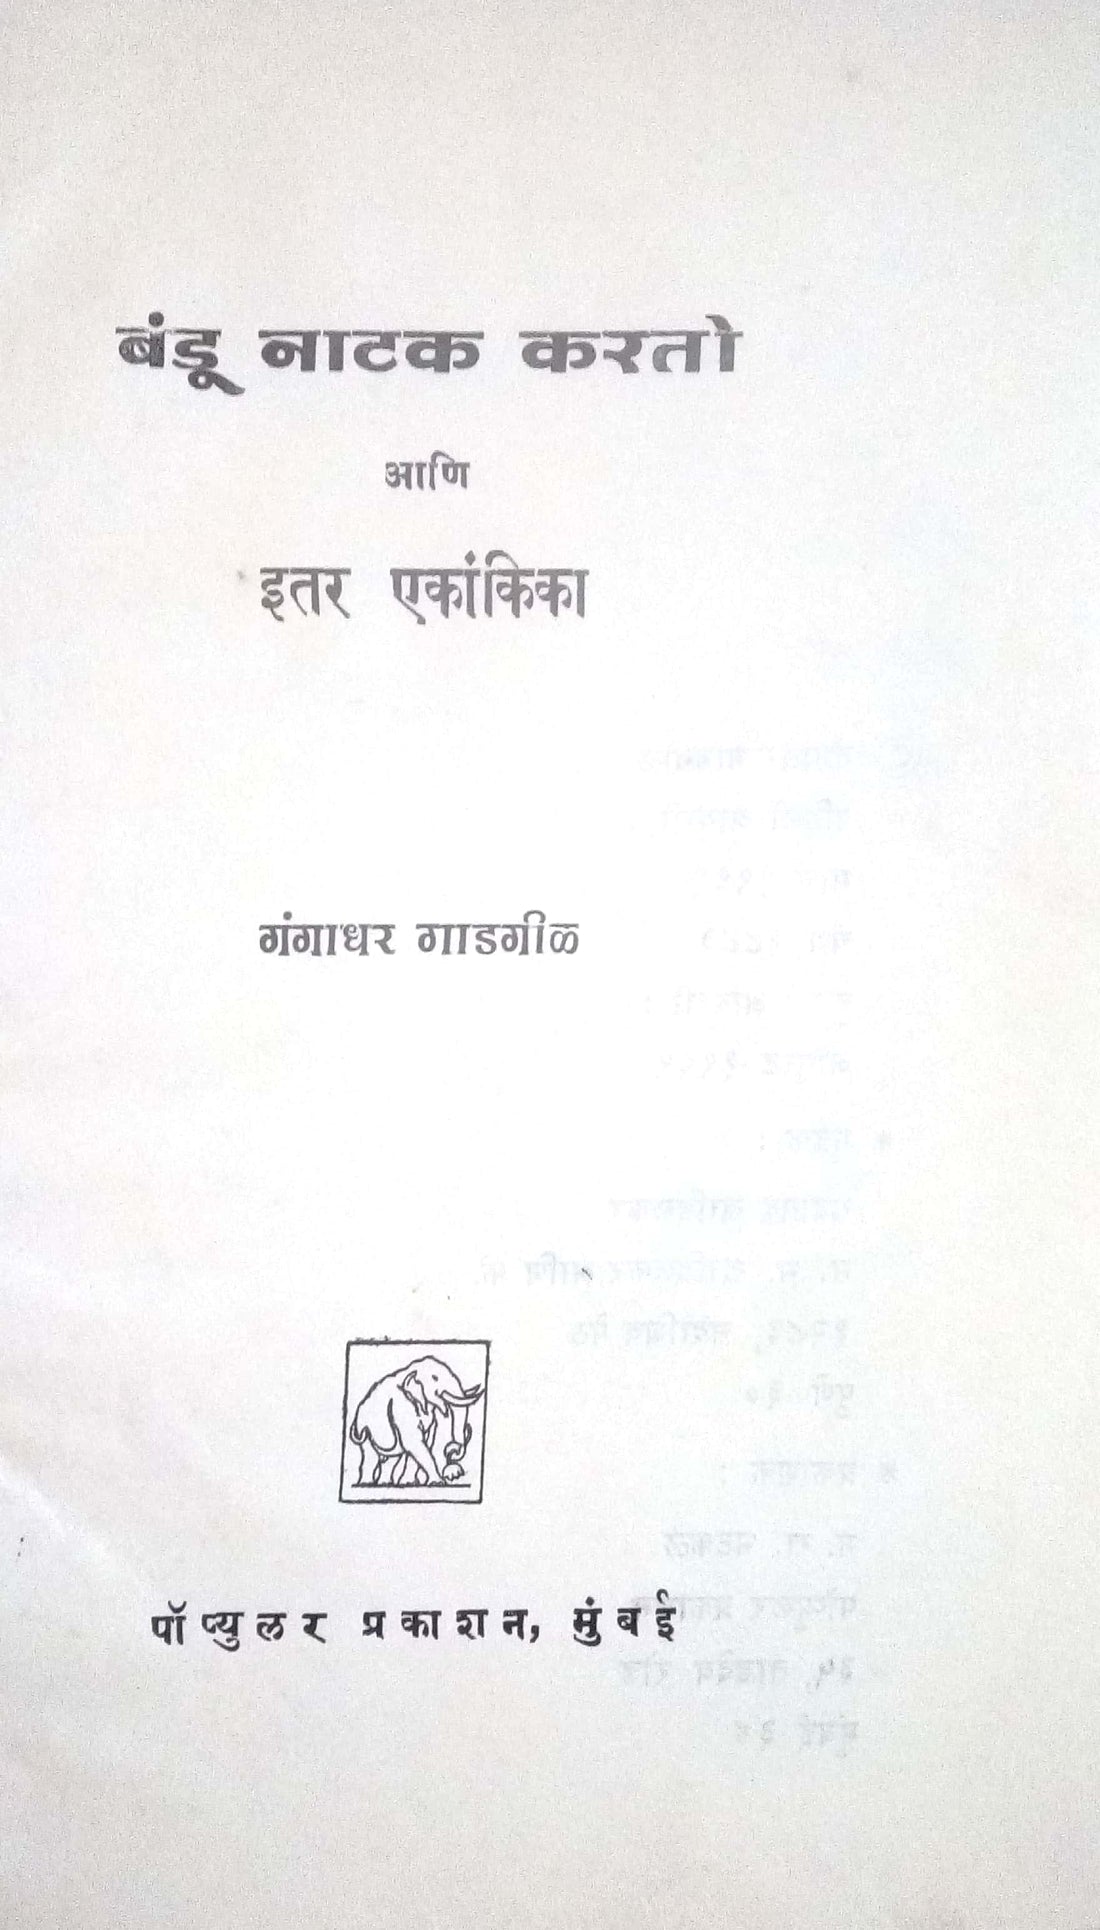 बंडू नाटक करतो
आणि
इतर एकांकिका
गंगाधर गाडगीळ
पॉप्युलर प्रकाशन, मुंबई